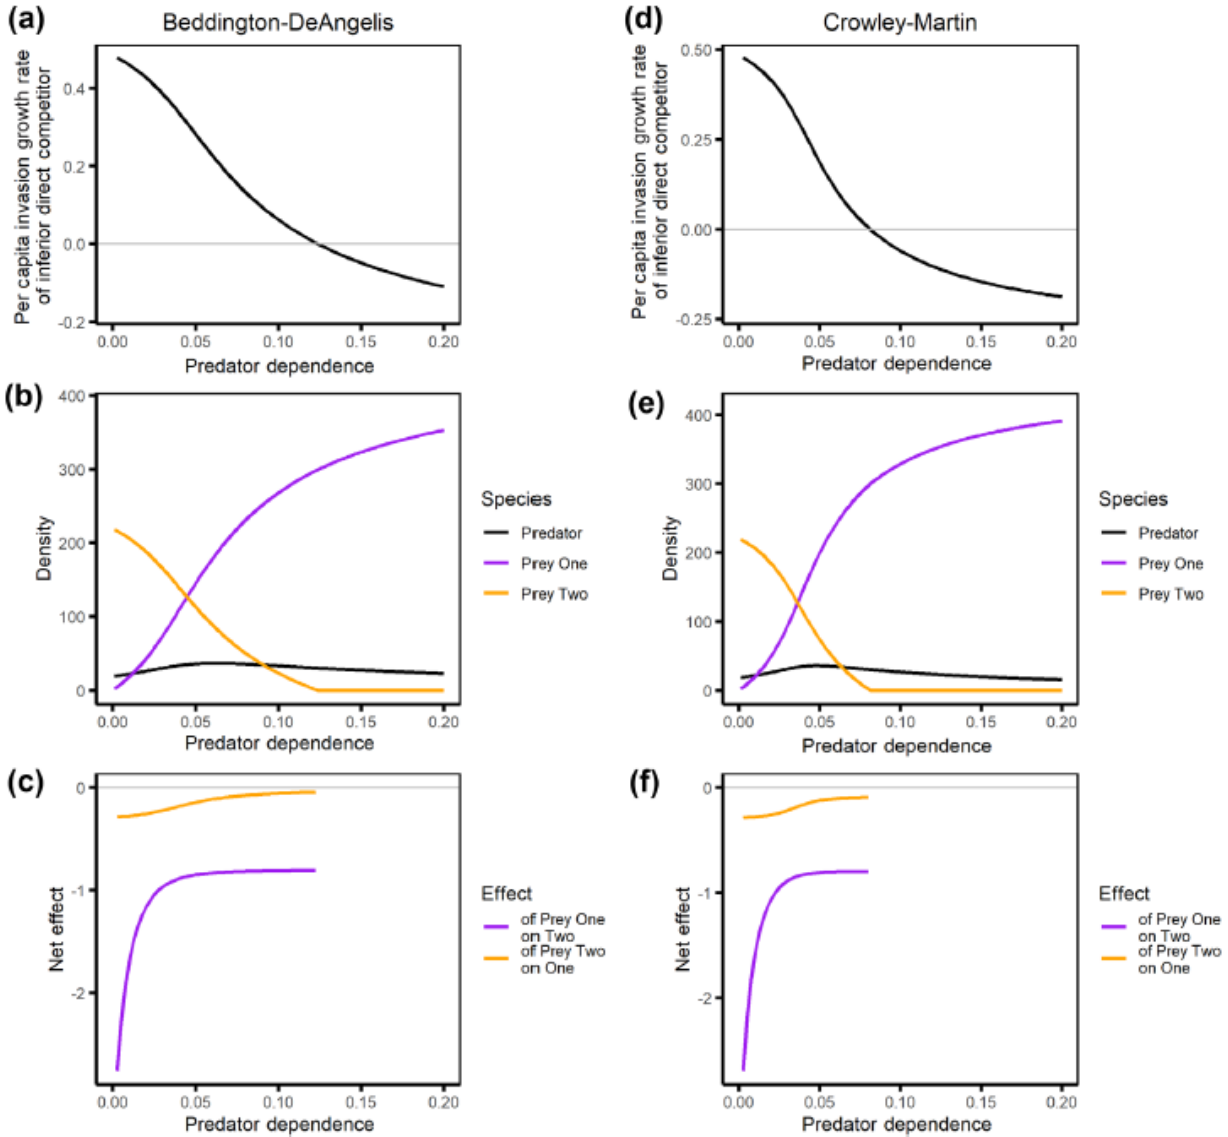 (a)
Beddington-DeAngelis
Per capita invasion growth rate
of inferior direct competitor
0.4
0.2
0.0
-0.2
0.00
0.05
0.10
0.15
0.20
Predator dependence
(d)
Crowley-Martin
Per capita invasion growth rate
of inferior direct competitor
0.50
0.25
0.00
-0.25
0.00
0.05
0.10
0.15
0.20
Predator dependence
(b)
Density
400
300
200
100
0
0.00
0.05
0.10
0.15
0.20
Predator dependence
Species
Predator
Prey One
Prey Two
(e)
Density
400
300
200
100
0
0.00
0.05
0.10
0.15
0.20
Predator dependence
Species
Predator
Prey One
Prey Two
(c)
Net effect
0
-1
-2
0.00
0.05
0.10
0.15
0.20
Predator dependence
Effect
of Prey One
on Two
of Prey Two
on One
(f)
Net effect
0
-1
-2
0.00
0.05
0.10
0.15
0.20
Predator dependence
Effect
of Prey One
on Two
of Prey Two
on One